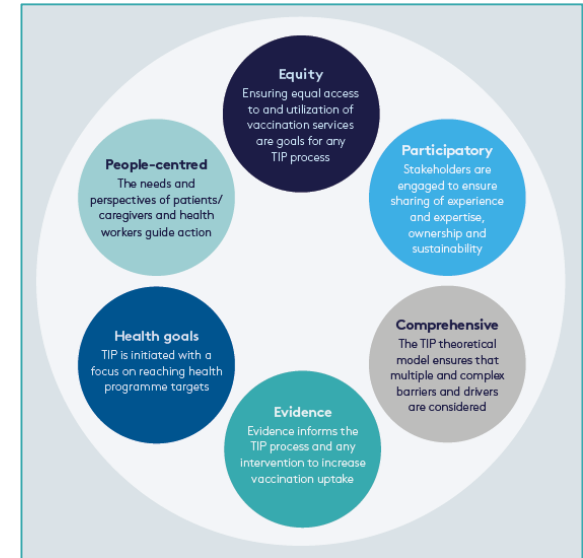 Equity
Ensuring equal access
to and utilization of
vaccination services
are goals for any
TIP process
Participatory
Stakeholders are
engaged to ensure
sharing of experience
and expertise,
ownership and
sustainability
Comprehensive
The TIP theoretical
model ensures that
multiple and complex
barriers and drivers
are considered
Evidence
Evidence informs the
TIP process and any
intervention to increase
vaccination uptake
Health goals
TIP is initiated with a
focus on reaching health
programme targets
People-centred
The needs and
perspectives of patients/
caregivers and health
workers guide action